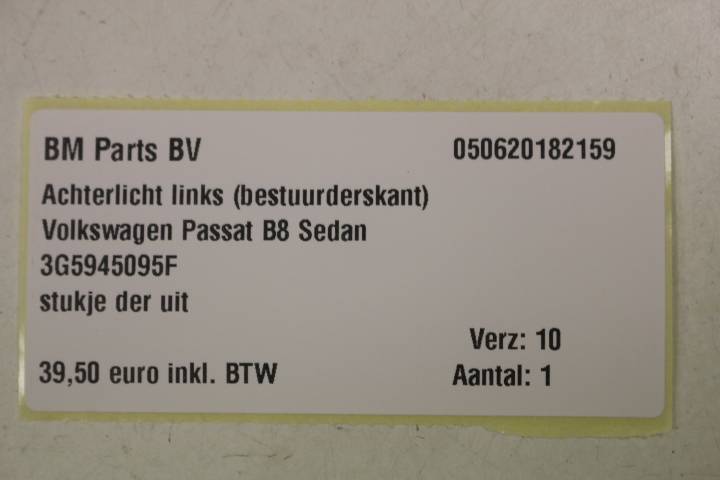 BM Parts BV 050620182159
Achterlicht links (bestuurderskant)
Volkswagen Passat B8 Sedan
3G5945095F
stukje der uit
Verz: 10
39,50 euro inkl. BTW Aantal: 1